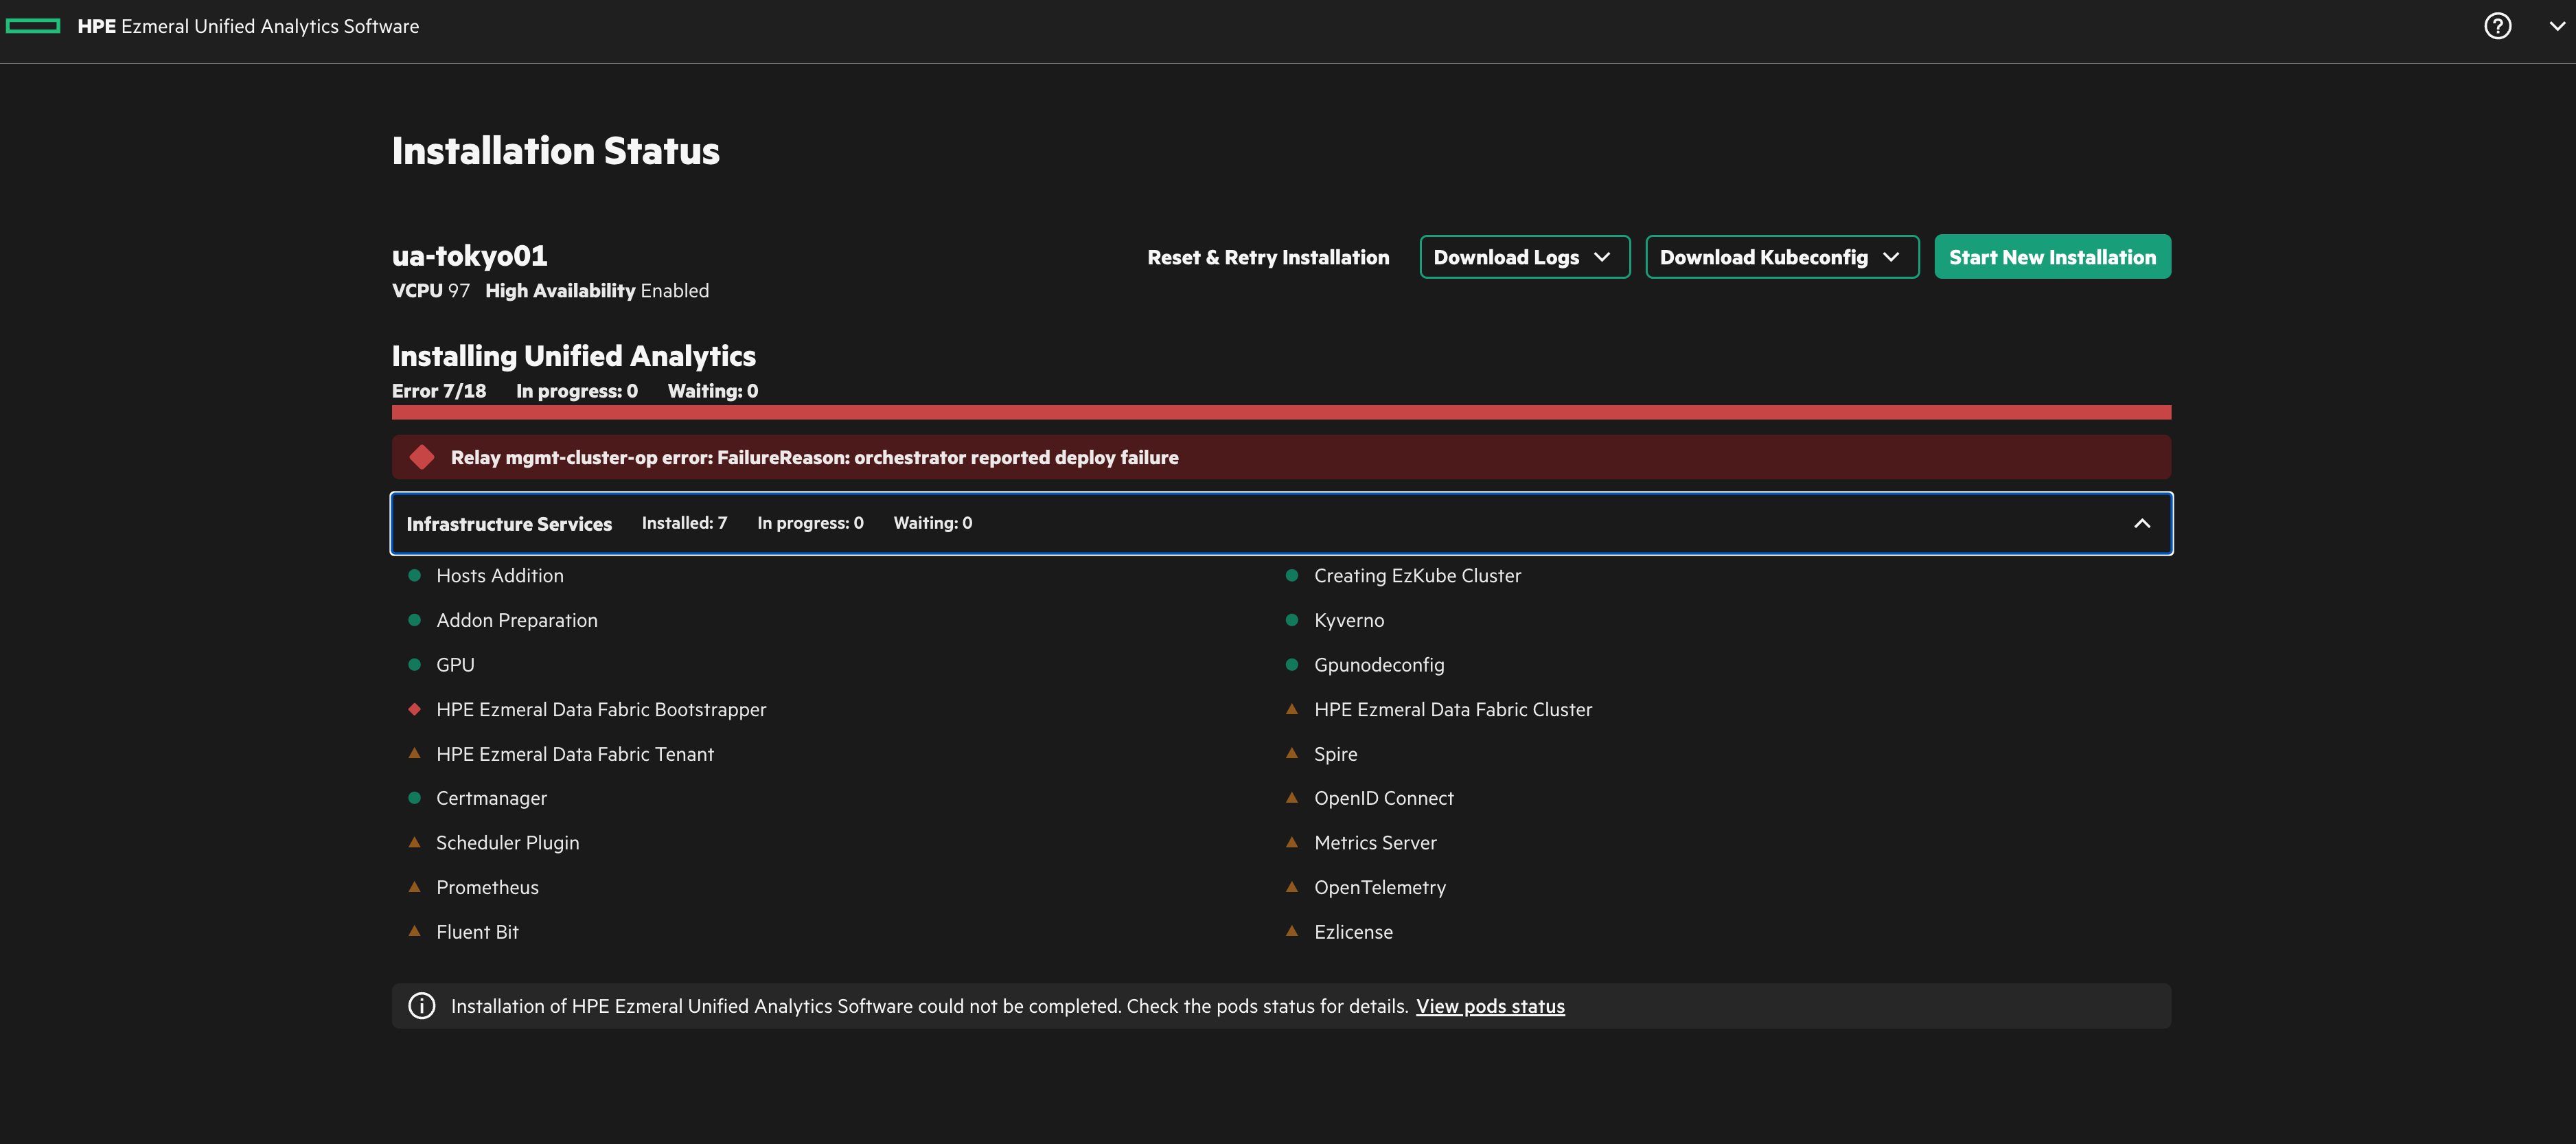 HPE Ezmeral Unified Analytics Software
Installation Status
ua-tokyo01
VCPU 97 High Availability Enabled
Reset & Retry Installation
Download Logs
Download Kubeconfig
Start New Installation
Installing Unified Analytics
Error 7/18 In progress: 0 Waiting: 0
Relay mgmt-cluster-op error: FailureReason: orchestrator reported deploy failure
Infrastructure Services Installed: 7 In progress: 0 Waiting: 0
Hosts Addition
Creating EzKube Cluster
Addon Preparation
Kyverno
GPU
Gpunodeconfig
HPE Ezmeral Data Fabric Bootstrapper
HPE Ezmeral Data Fabric Cluster
HPE Ezmeral Data Fabric Tenant
Spire
Certmanager
OpenID Connect
Scheduler Plugin
Metrics Server
Prometheus
OpenTelemetry
Fluent Bit
Ezlicense
Installation of HPE Ezmeral Unified Analytics Software could not be completed. Check the pods status for details. View pods status